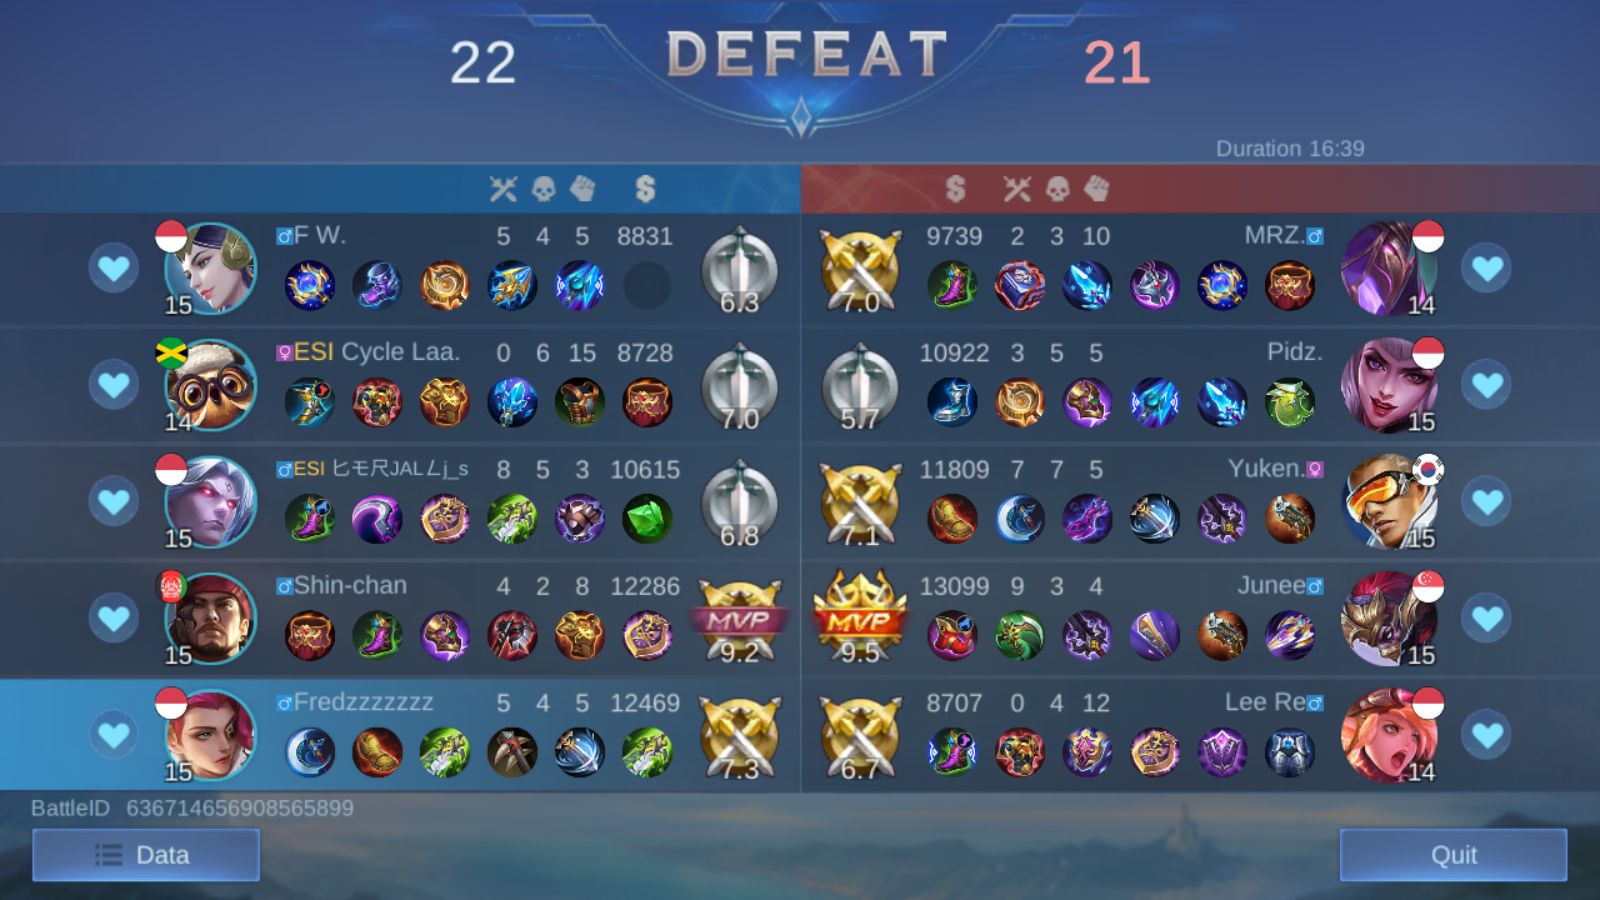 22 DEFEAT 21
Duration 16:39
F W. 5 4 5 8831
15 6.3
7.0 9739 2 3 10 MRZ.
14
ESI Cycle Laa. 0 6 15 8728
14 7.0
5.7 10922 3 5 5 Pidz.
15
ESI ヒモ尺JALㄥj_s 8 5 3 10615
15 6.8
7.1 11809 7 7 5 Yuken.
15
Shin-chan 4 2 8 12286
15 MVP 9.2
MVP 9.5 13099 9 3 4 Junee
15
Fredzzzzzzz 5 4 5 12469
15 7.3
6.7 8707 0 4 12 Lee Re
14
BattleID 636714656908565899
Data
Quit